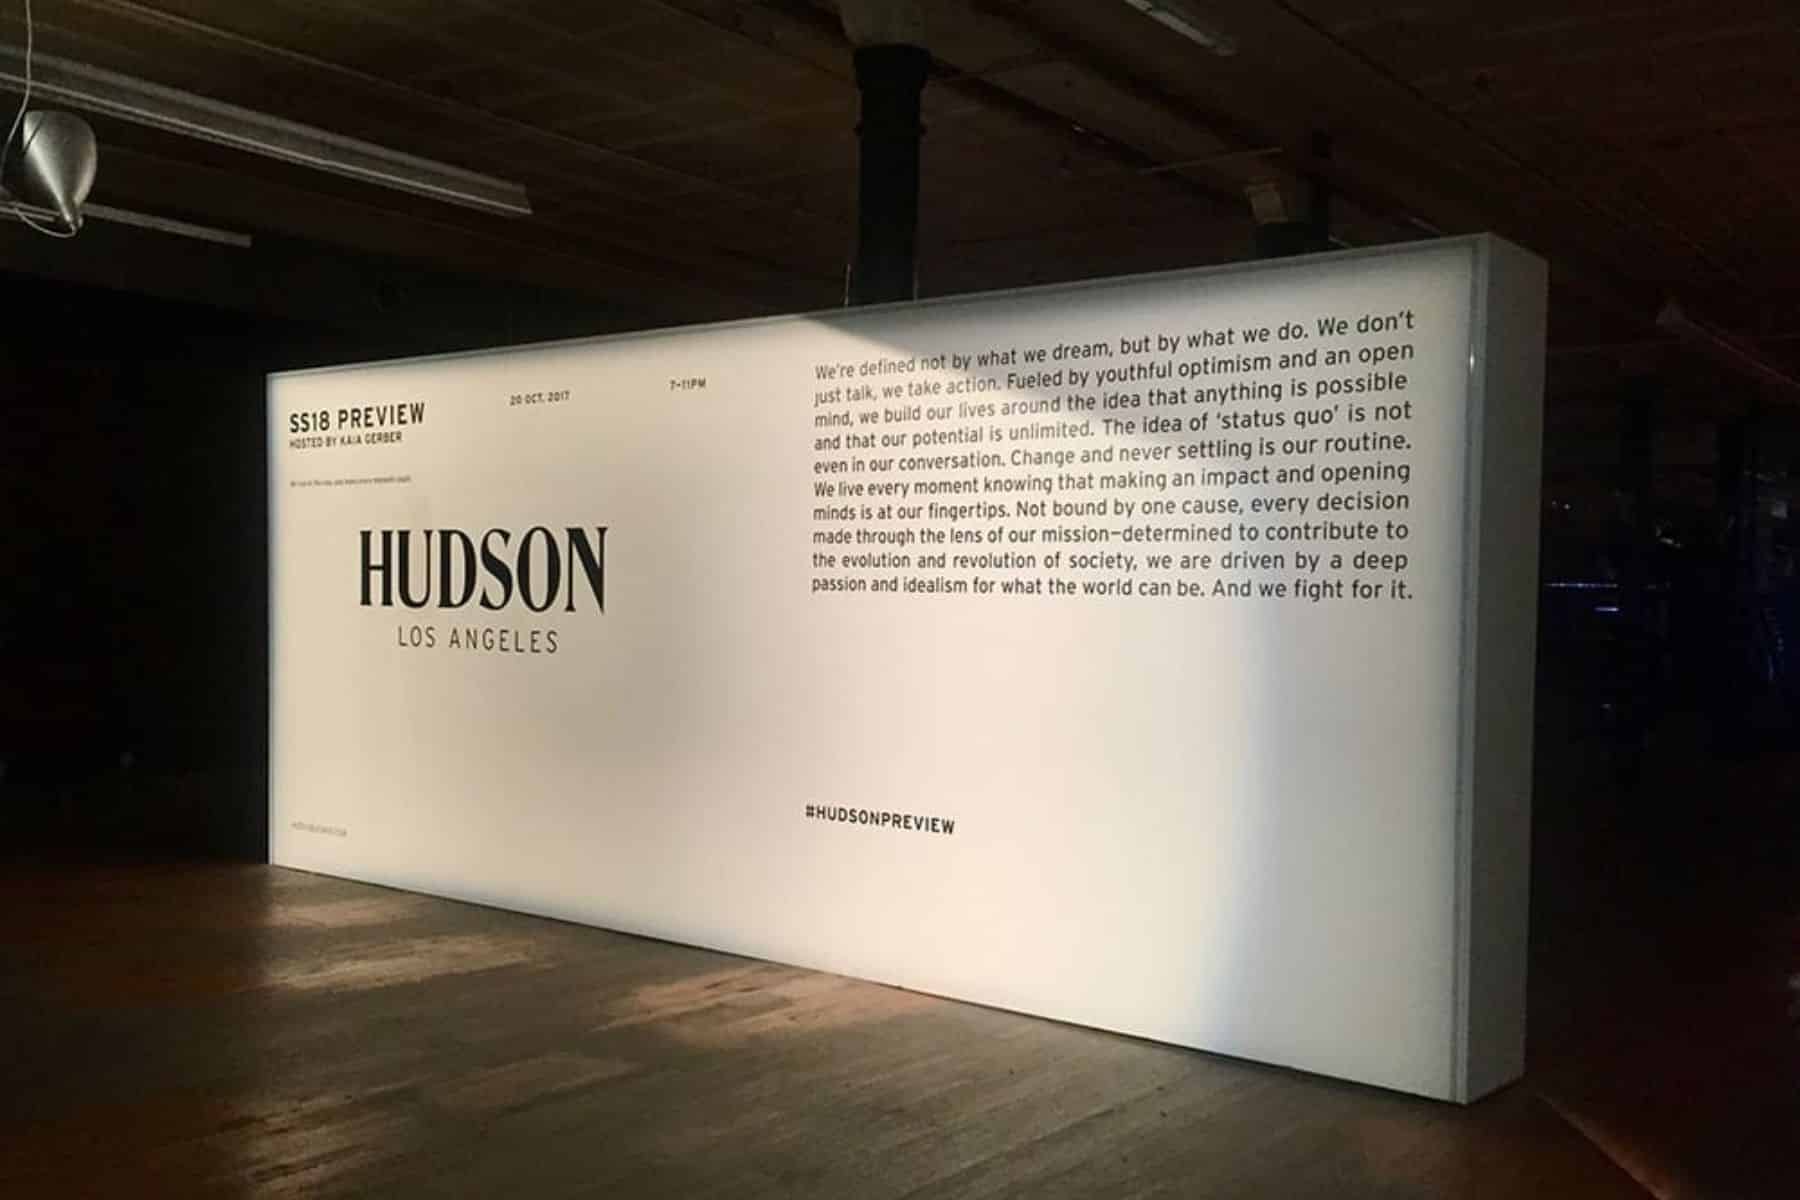 SS18 PREVIEW
HOSTED BY KAIA GERBER
20 OCT, 2017
7-11PM
HUDSON
LOS ANGELES
We're defined not by what we dream, but by what we do. We don't
just talk, we take action. Fueled by youthful optimism and an open
mind, we build our lives around the idea that anything is possible
and that our potential is unlimited. The idea of 'status quo' is not
even in our conversation. Change and never settling is our routine.
We live every moment knowing that making an impact and opening
minds is at our fingertips. Not bound by one cause, every decision
made through the lens of our mission—determined to contribute to
the evolution and revolution of society, we are driven by a deep
passion and idealism for what the world can be. And we fight for it.
#HUDSONPREVIEW